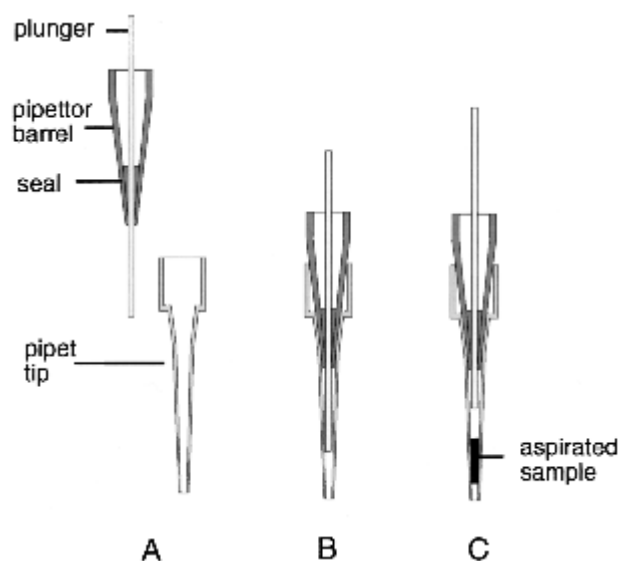 plunger
pipettor
barrel
seal
pipet
tip
aspirated
sample
A
B
C